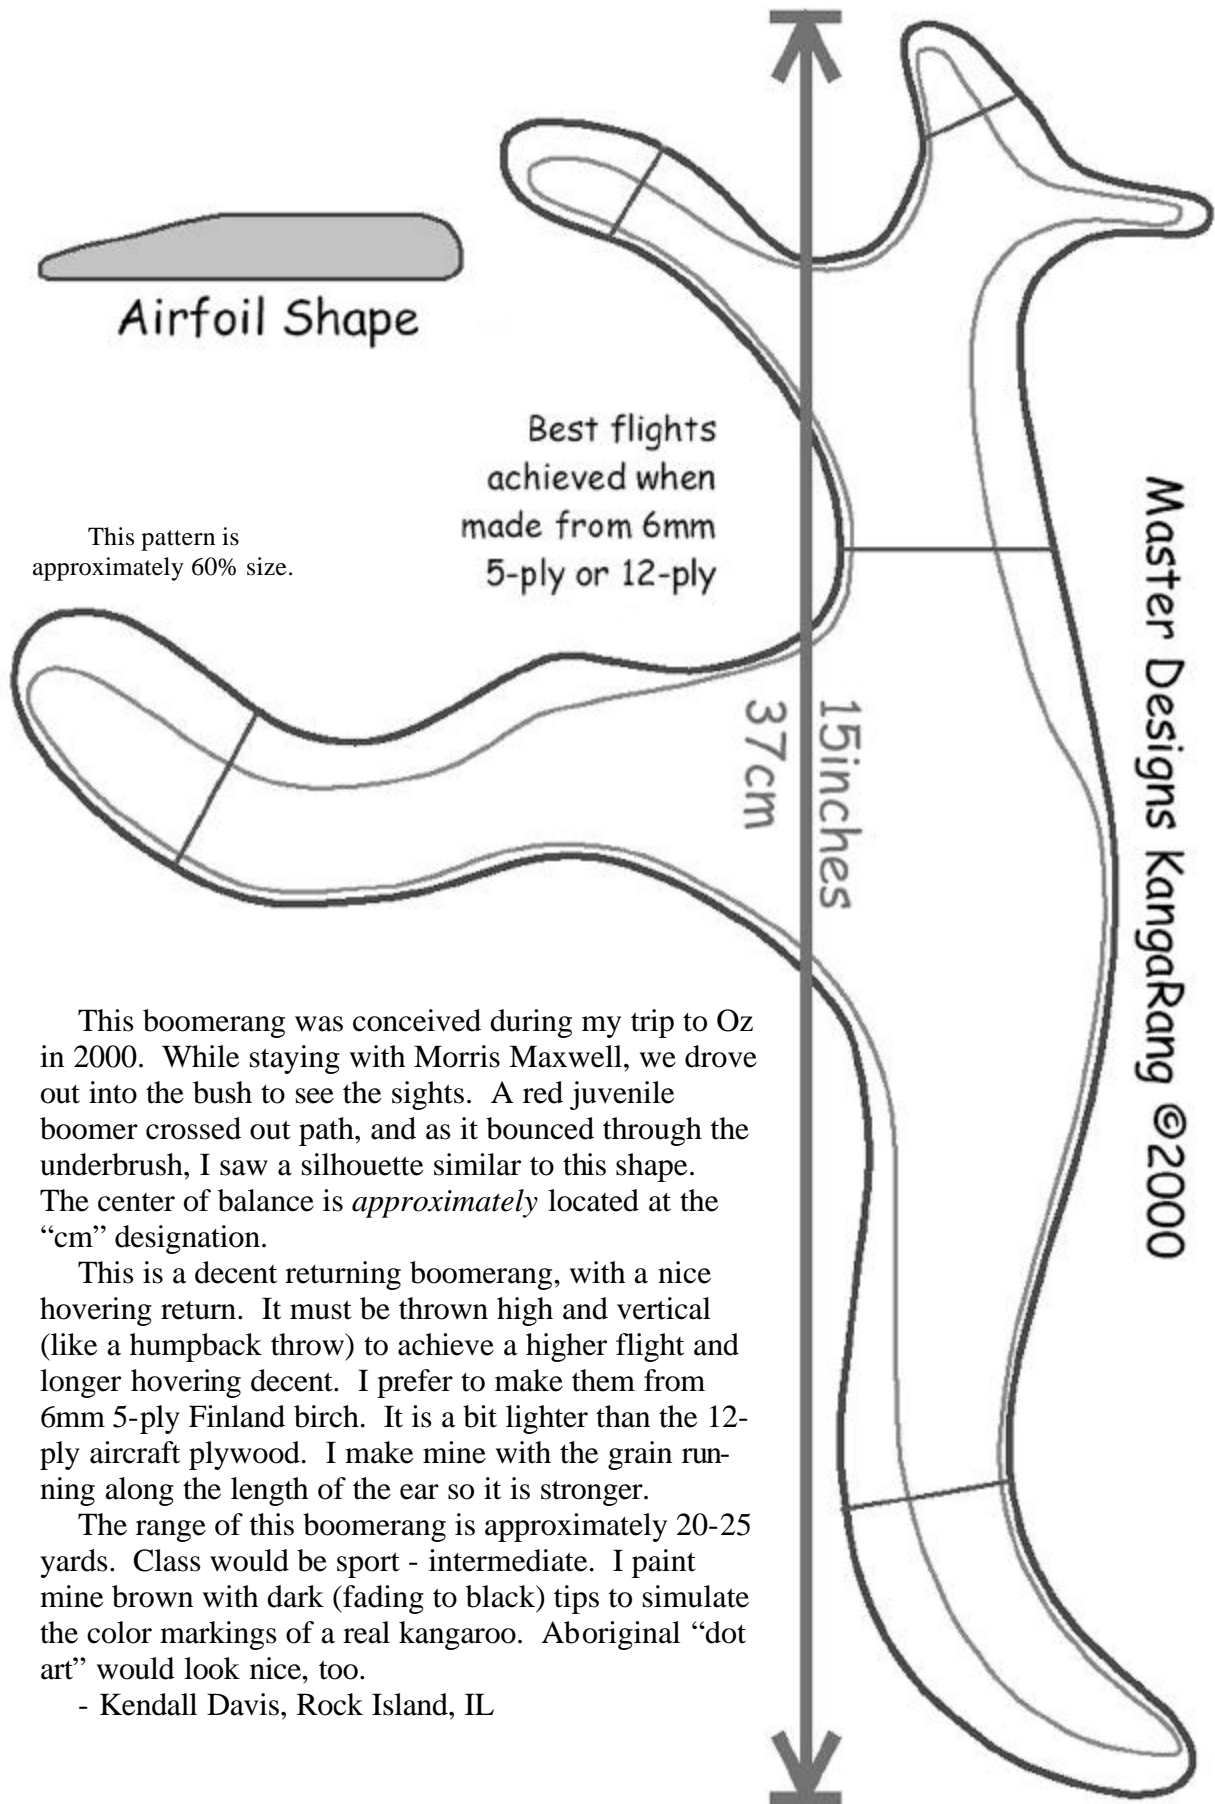 Airfoil Shape
Best flights
achieved when
made from 6mm
5-ply or 12-ply
This pattern is
approximately 60% size.
15inches
37cm
Master Designs KangaRang ©2000
This boomerang was conceived during my trip to Oz
in 2000. While staying with Morris Maxwell, we drove
out into the bush to see the sights. A red juvenile
boomer crossed out path, and as it bounced through the
underbrush, I saw a silhouette similar to this shape.
The center of balance is approximately located at the
“cm” designation.
This is a decent returning boomerang, with a nice
hovering return. It must be thrown high and vertical
(like a humpback throw) to achieve a higher flight and
longer hovering decent. I prefer to make them from
6mm 5-ply Finland birch. It is a bit lighter than the 12-
ply aircraft plywood. I make mine with the grain run-
ning along the length of the ear so it is stronger.
The range of this boomerang is approximately 20-25
yards. Class would be sport - intermediate. I paint
mine brown with dark (fading to black) tips to simulate
the color markings of a real kangaroo. Aboriginal “dot
art” would look nice, too.
- Kendall Davis, Rock Island, IL